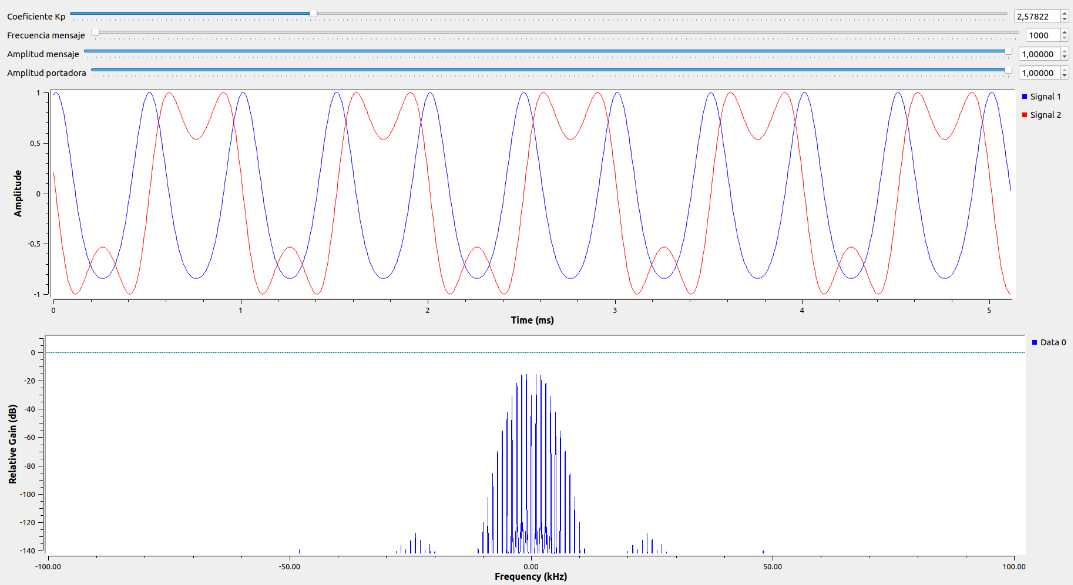 Coeficiente Kp 2,57822
Frecuencia mensaje 1000
Amplitud mensaje 1,00000
Amplitud portadora 1,00000
1
0,5
0
-0,5
-1
Amplitude
0 1 2 3 4 5
Time (ms)
Signal 1
Signal 2
0
-20
-40
-60
-80
-100
-120
-140
Relative Gain (dB)
-100.00 -50.00 0.00 50.00 100.00
Frequency (kHz)
Data 0